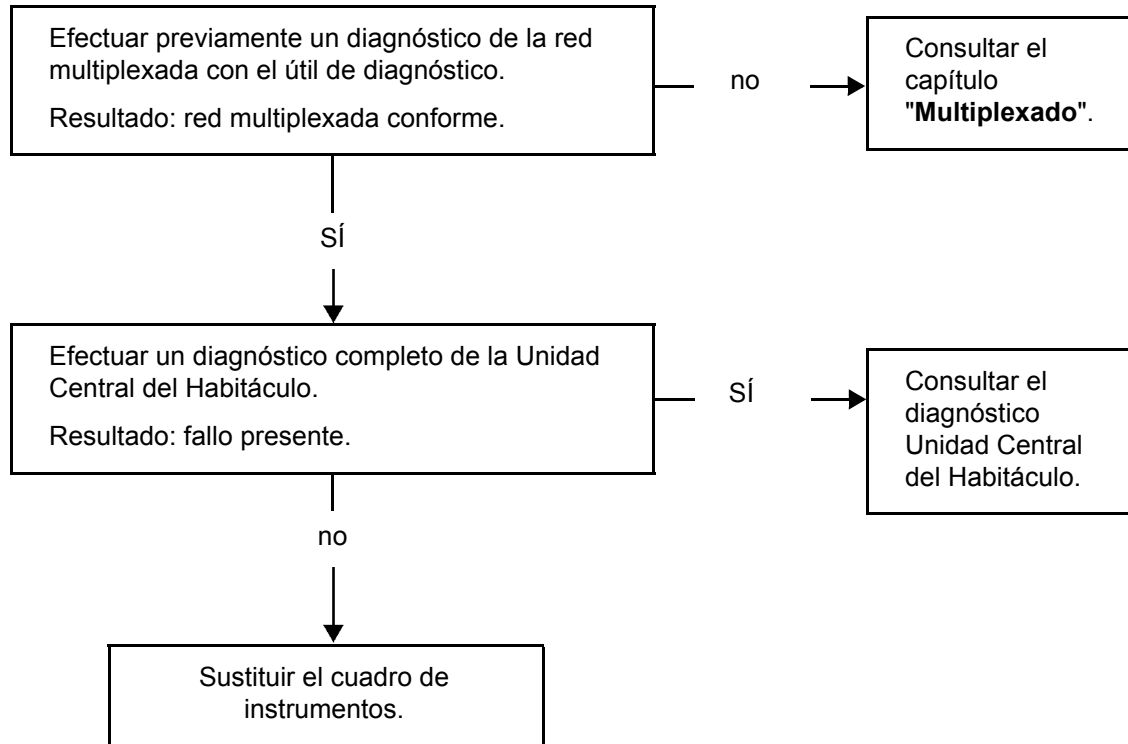 Efectuar previamente un diagnóstico de la red
multiplexada con el útil de diagnóstico.
Resultado: red multiplexada conforme.
no
Consultar el
capítulo
"Multiplexado".
SÍ
Efectuar un diagnóstico completo de la Unidad
Central del Habitáculo.
Resultado: fallo presente.
SÍ
Consultar el
diagnóstico
Unidad Central
del Habitáculo.
no
Sustituir el cuadro de
instrumentos.